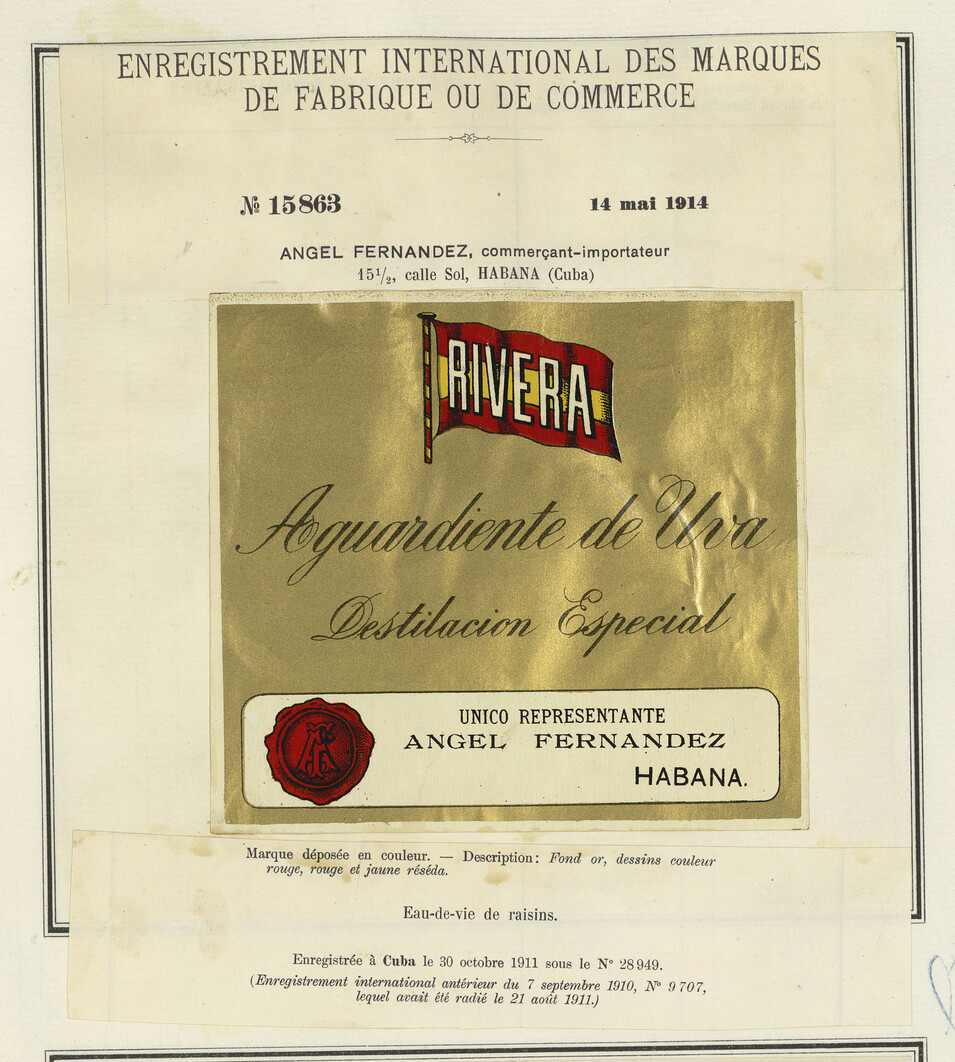 ENREGISTREMENT INTERNATIONAL DES MARQUES
DE FABRIQUE OU DE COMMERCE
№ 15863
14 mai 1914
ANGEL FERNANDEZ, commerçant-importateur
15 1/2, calle Sol, HABANA (Cuba)
RIVERA
Aguardiente de Uva
Destilacion Especial
UNICO REPRESENTANTE
ANGEL FERNANDEZ
HABANA.
AF
Marque déposée en couleur. — Description: Fond or, dessins couleur
rouge, rouge et jaune réséda.
Eau-de-vie de raisins.
Enregistrée à Cuba le 30 octobre 1911 sous le N° 28949.
(Enregistrement international antérieur du 7 septembre 1910, N° 9707,
lequel avait été radié le 21 août 1911.)